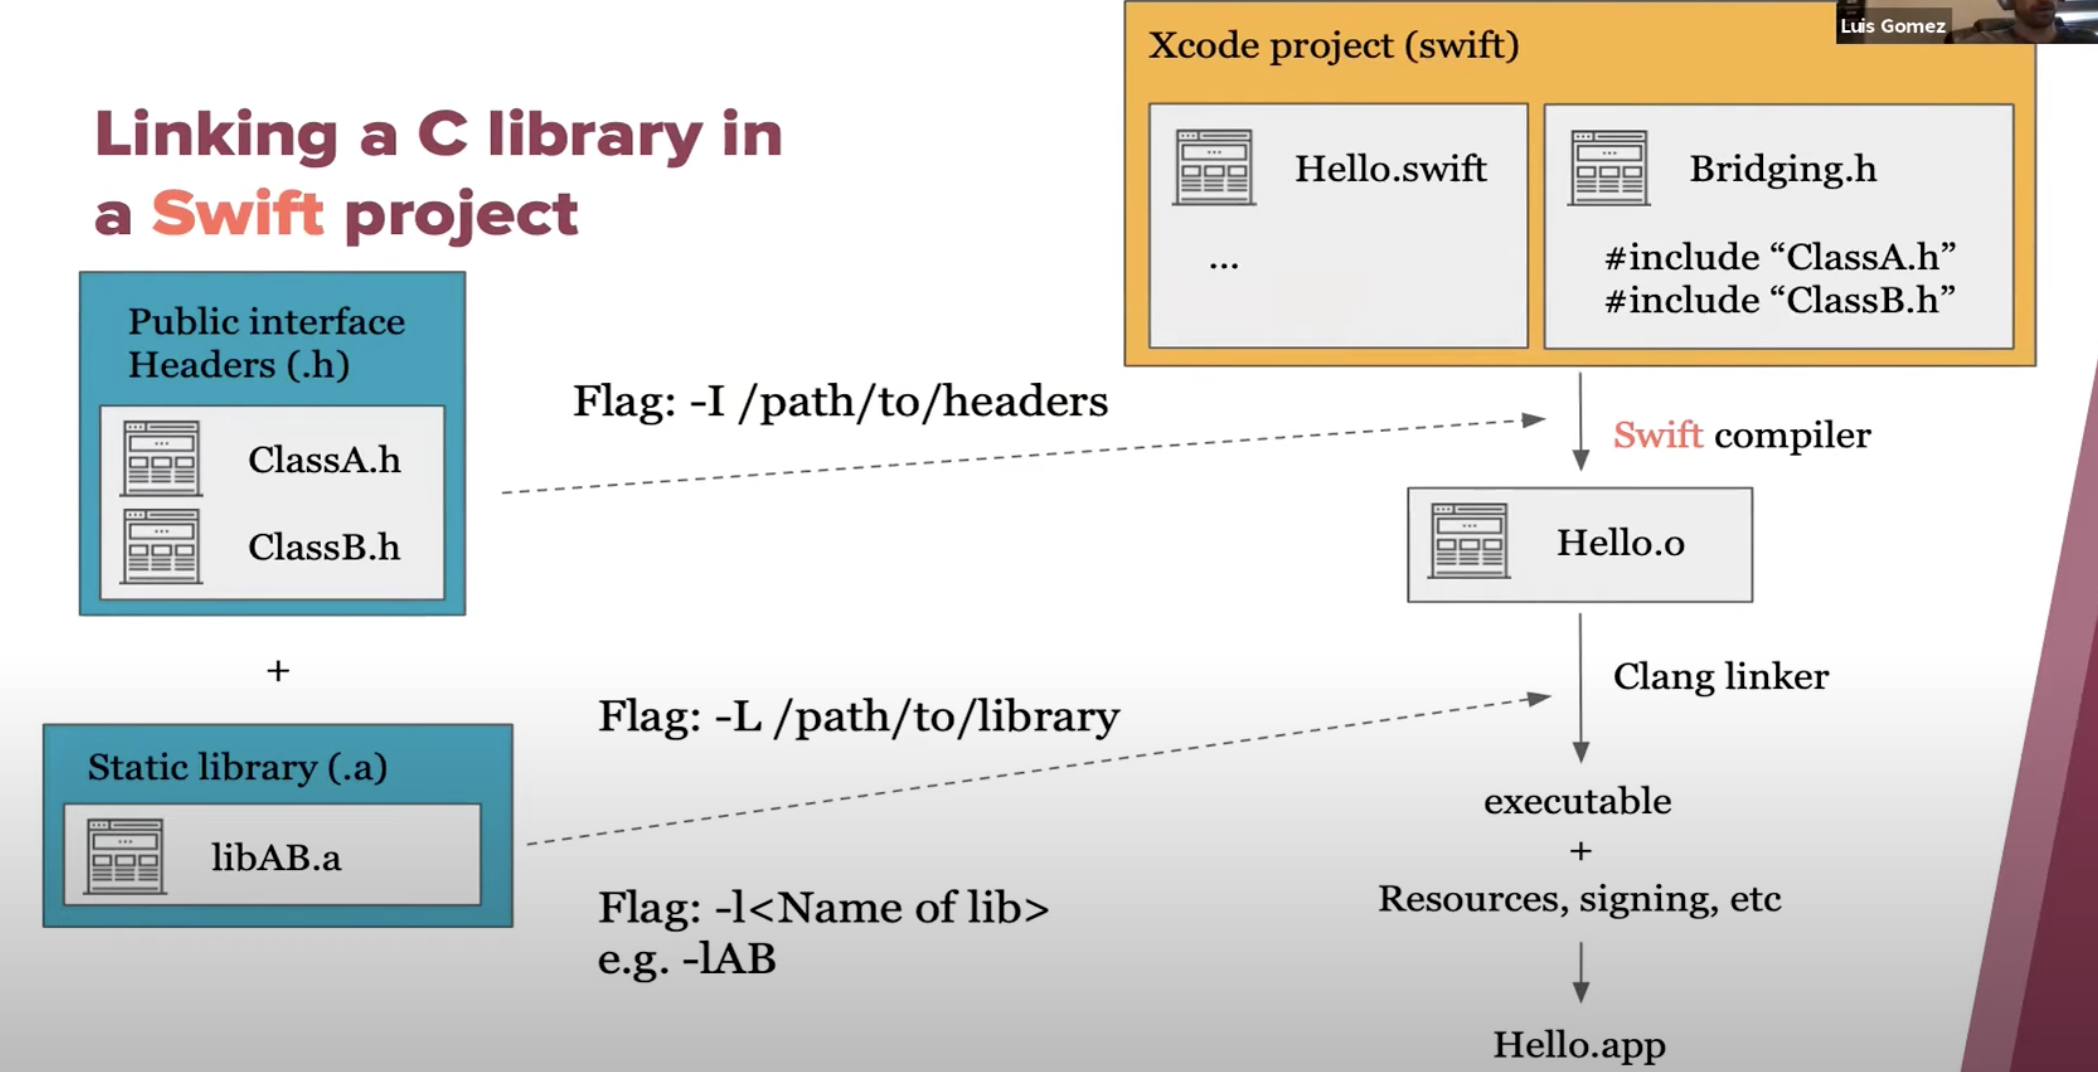 Luis Gomez
Linking a C library in
a Swift project
Xcode project (swift)
Hello.swift
...
Bridging.h
#include “ClassA.h”
#include “ClassB.h”
Public interface
Headers (.h)
ClassA.h
ClassB.h
Flag: -I /path/to/headers
Swift compiler
Hello.o
+
Static library (.a)
libAB.a
Flag: -L /path/to/library
Clang linker
Flag: -l<Name of lib>
e.g. -lAB
executable
+
Resources, signing, etc
Hello.app